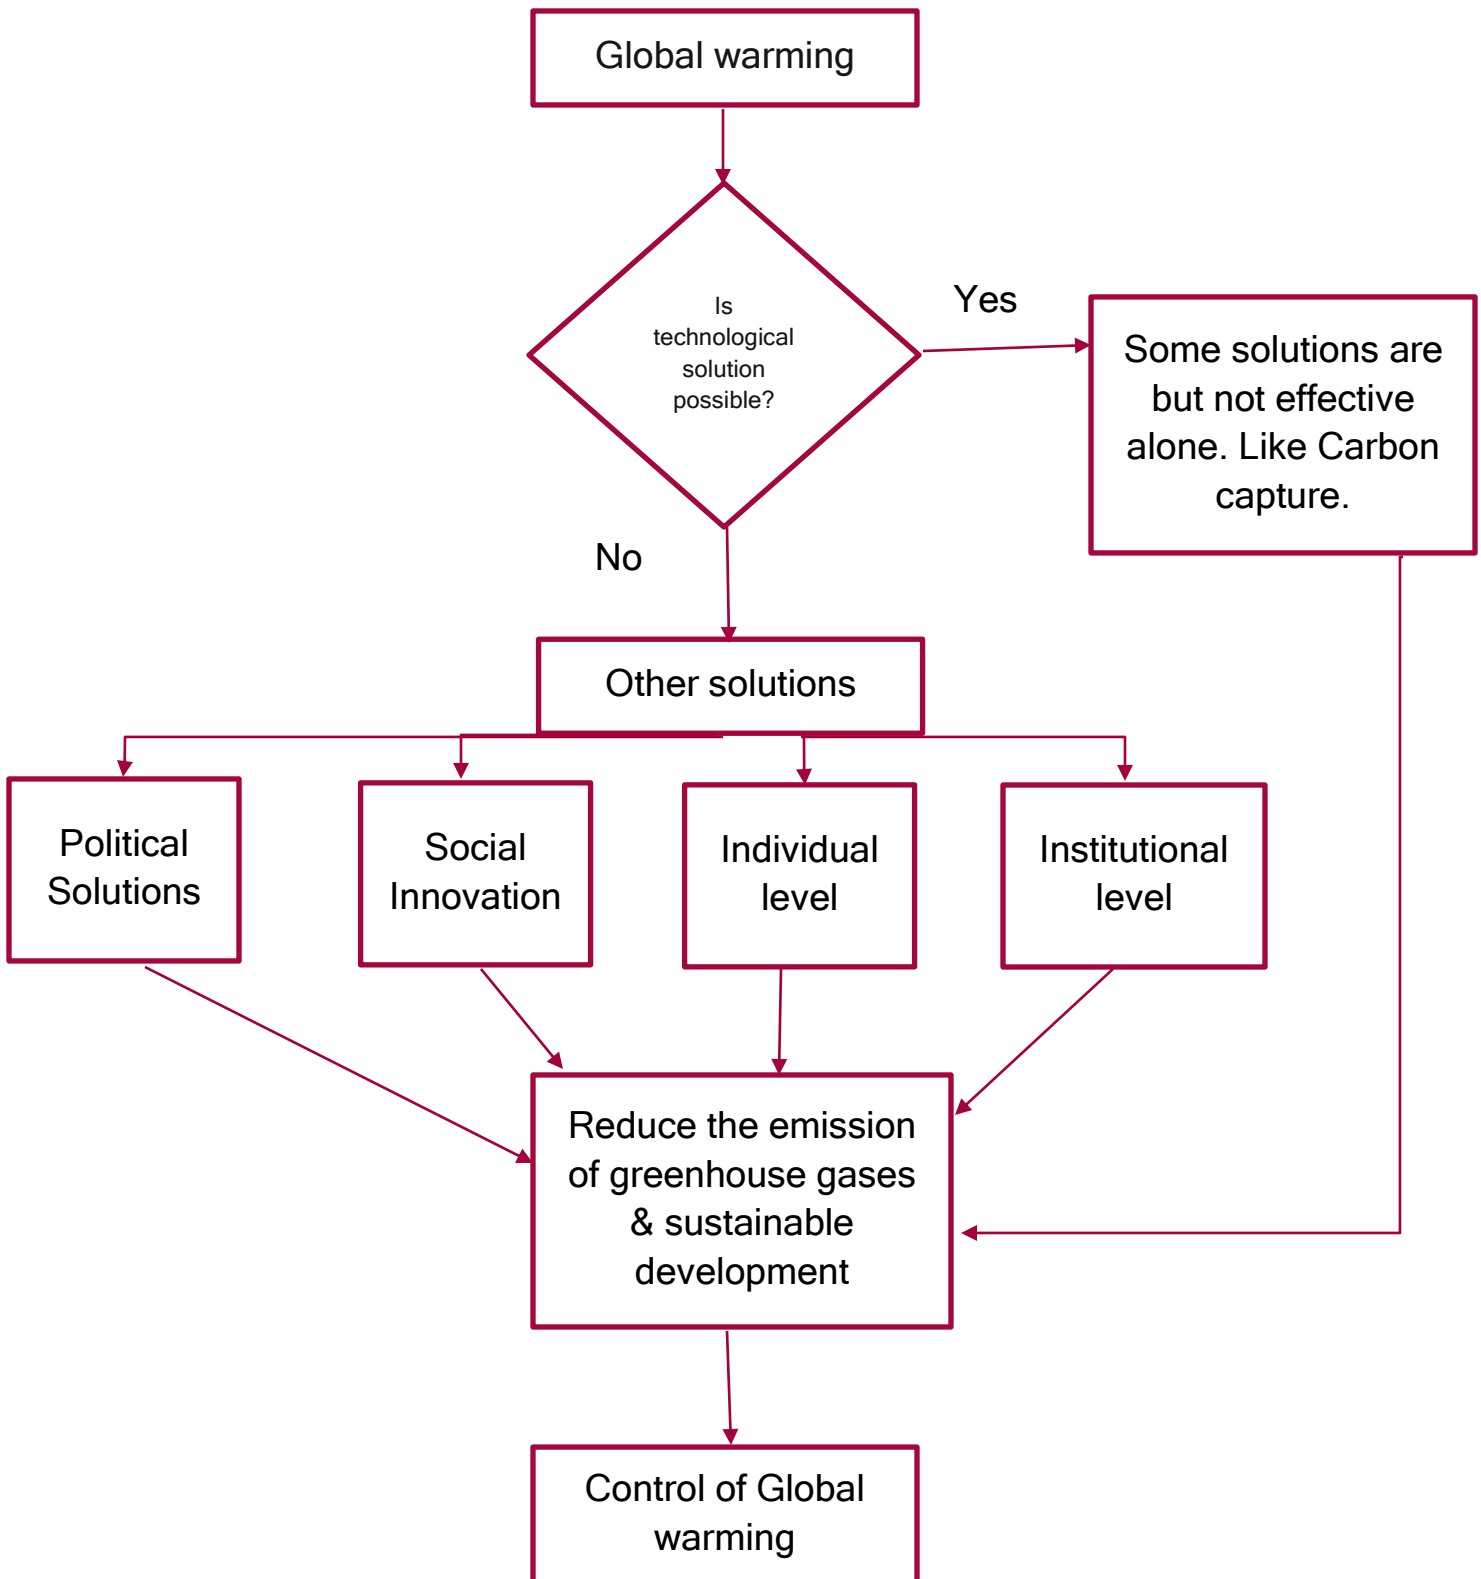 Global warming
Is
technological
solution
possible?
Yes
Some solutions are
but not effective
alone. Like Carbon
capture.
No
Other solutions
Political
Solutions
Social
Innovation
Individual
level
Institutional
level
Reduce the emission
of greenhouse gases
& sustainable
development
Control of Global
warming